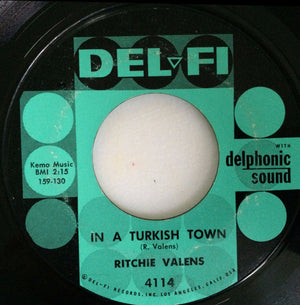 DEL-FI
WITH
delphonic
sound
Kemo Music
BMI 2:15
159-130
IN A TURKISH TOWN
(R. Valens)
RITCHIE VALENS
4114
© DEL-FI RECORDS, INC., LOS ANGELES, CALIF., USA